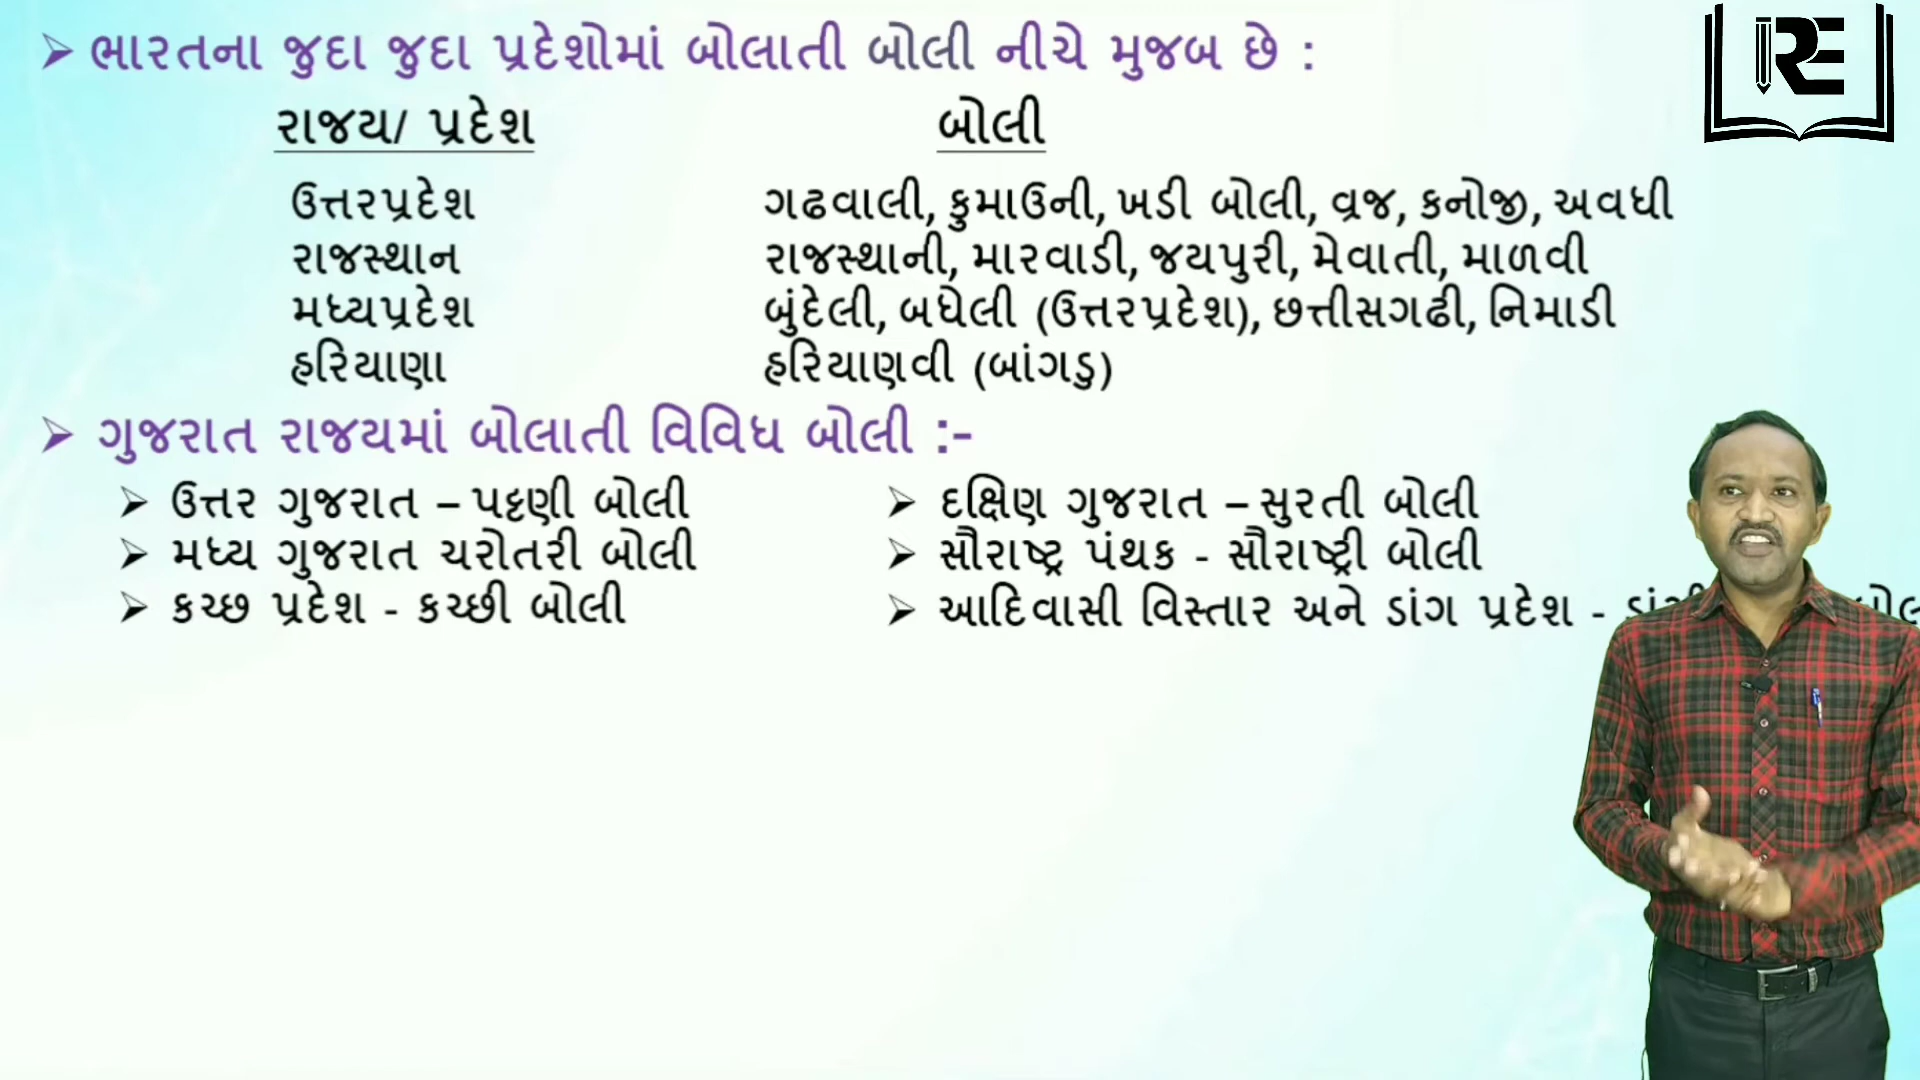 ➢ ભારતના જુદા જુદા પ્રદેશોમાં બોલાતી બોલી નીચે મુજબ છે :
RE
રાજય/ પ્રદેશ બોલી
ઉત્તરપ્રદેશ ગઢવાલી, કુમાઉની, ખડી બોલી, વ્રજ, કનોજી, અવધી
રાજસ્થાન રાજસ્થાની, મારવાડી, જયપુરી, મેવાતી, માળવી
મધ્યપ્રદેશ બુંદેલી, બઘેલી (ઉત્તરપ્રદેશ), છત્તીસગઢી, નિમાડી
હરિયાણા હરિયાણવી (બાંગડુ)
➢ ગુજરાત રાજયમાં બોલાતી વિવિધ બોલી :-
➢ ઉત્તર ગુજરાત – પટ્ટણી બોલી ➢ દક્ષિણ ગુજરાત – સુરતી બોલી
➢ મધ્ય ગુજરાત ચરોતરી બોલી ➢ સૌરાષ્ટ્ર પંથક - સૌરાષ્ટ્રી બોલી
➢ કચ્છ પ્રદેશ - કચ્છી બોલી ➢ આદિવાસી વિસ્તાર અને ડાંગ પ્રદેશ -